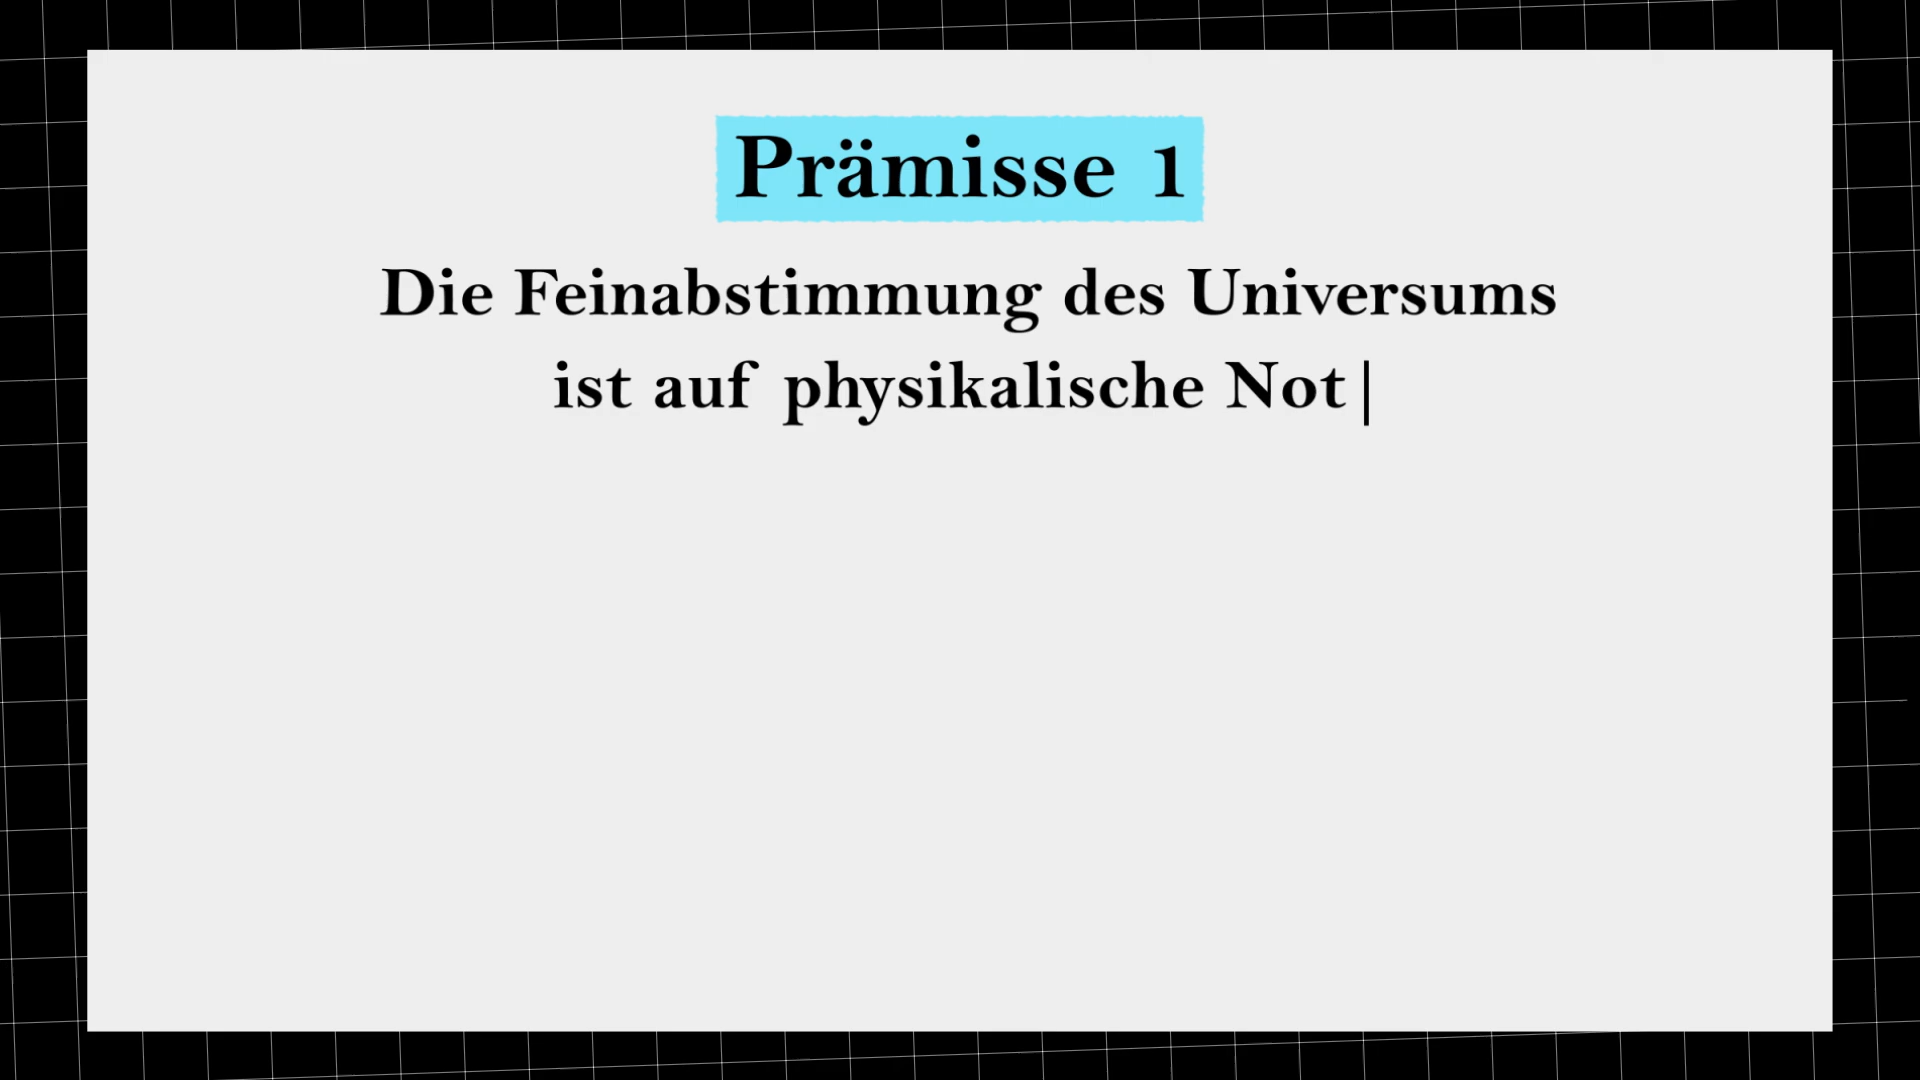 Prämisse 1
Die Feinabstimmung des Universums
ist auf physikalische Not|